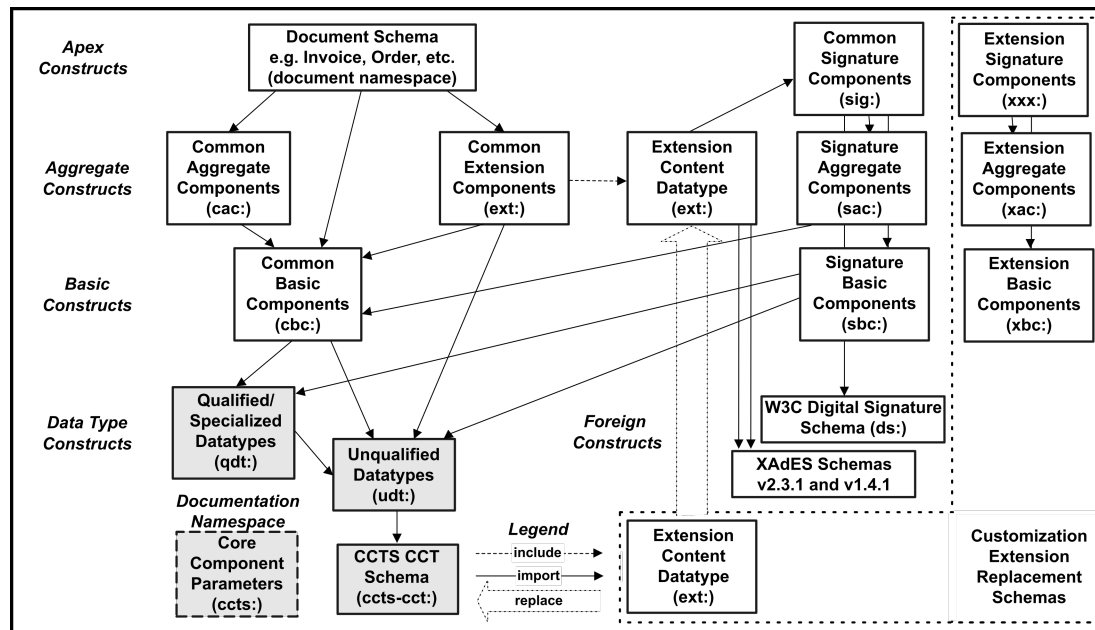 Apex
Constructs
Document Schema
e.g. Invoice, Order, etc.
(document namespace)
Common
Signature
Components
(sig:)
Extension
Signature
Components
(xxx:)
Aggregate
Constructs
Common
Aggregate
Components
(cac:)
Common
Extension
Components
(ext:)
Extension
Content
Datatype
(ext:)
Signature
Aggregate
Components
(sac:)
Extension
Aggregate
Components
(xac:)
Basic
Constructs
Common
Basic
Components
(cbc:)
Signature
Basic
Components
(sbc:)
Extension
Basic
Components
(xbc:)
Data Type
Constructs
Qualified/
Specialized
Datatypes
(qdt:)
Unqualified
Datatypes
(udt:)
Foreign
Constructs
W3C Digital Signature
Schema (ds:)
XAdES Schemas
v2.3.1 and v1.4.1
Documentation
Namespace
Core
Component
Parameters
(ccts:)
CCTS CCT
Schema
(ccts-cct:)
Legend
include
import
replace
Extension
Content
Datatype
(ext:)
Customization
Extension
Replacement
Schemas